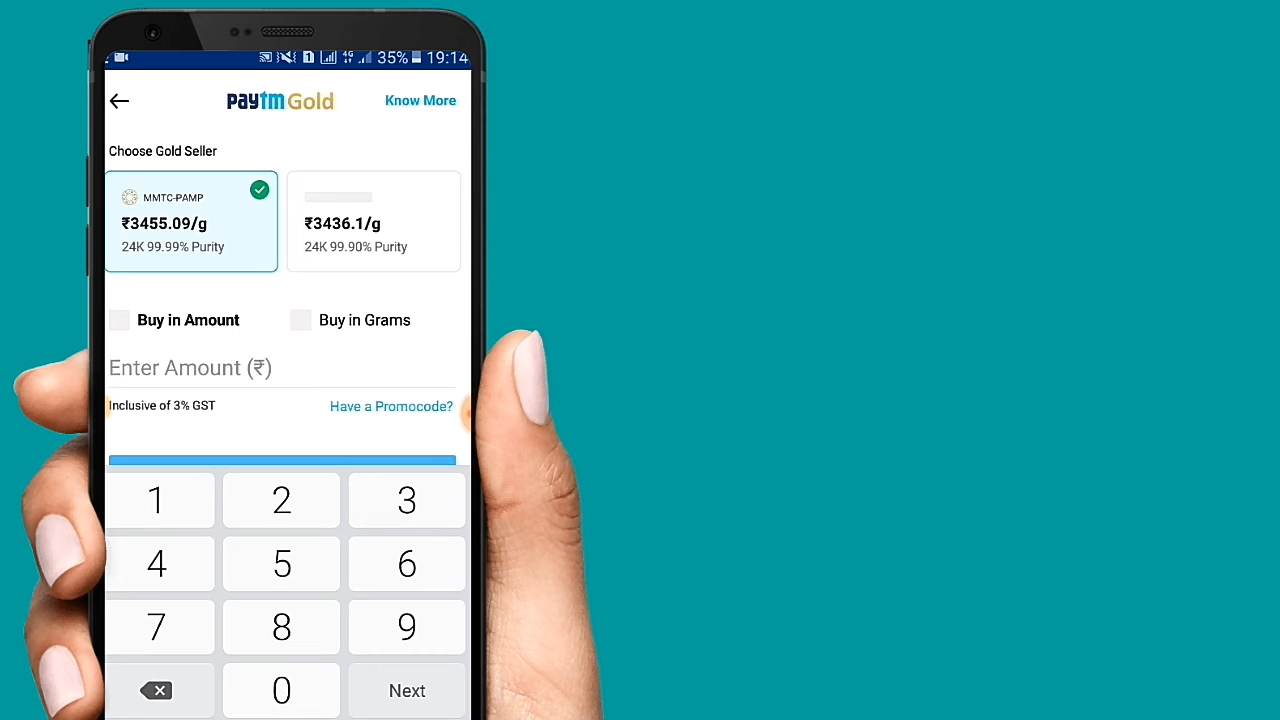 1 4G 35% 19:14
paytm Gold Know More
Choose Gold Seller
MMTC-PAMP
₹3455.09/g ₹3436.1/g
24K 99.99% Purity 24K 99.90% Purity
Buy in Amount Buy in Grams
Enter Amount (₹)
Inclusive of 3% GST Have a Promocode?
1 2 3
4 5 6
7 8 9
0 Next